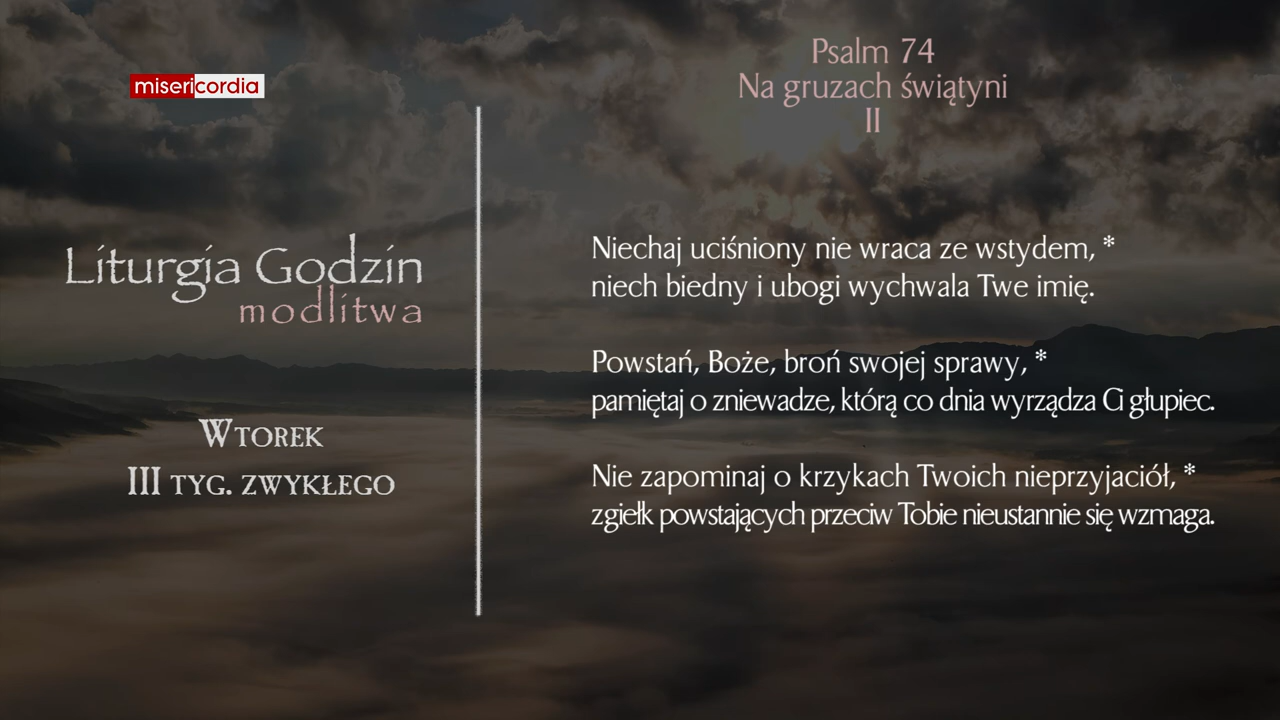 misericordia
Liturgia Godzin
modlitwa
Wtorek
III tyg. zwykłego
Psalm 74
Na gruzach świątyni
II
Niechaj uciśniony nie wraca ze wstydem, *
niech biedny i ubogi wychwala Twe imię.
Powstań, Boże, broń swojej sprawy, *
pamiętaj o zniewadze, którą co dnia wyrządza Ci głupiec.
Nie zapominaj o krzykach Twoich nieprzyjaciół, *
zgiełk powstających przeciw Tobie nieustannie się wzmaga.